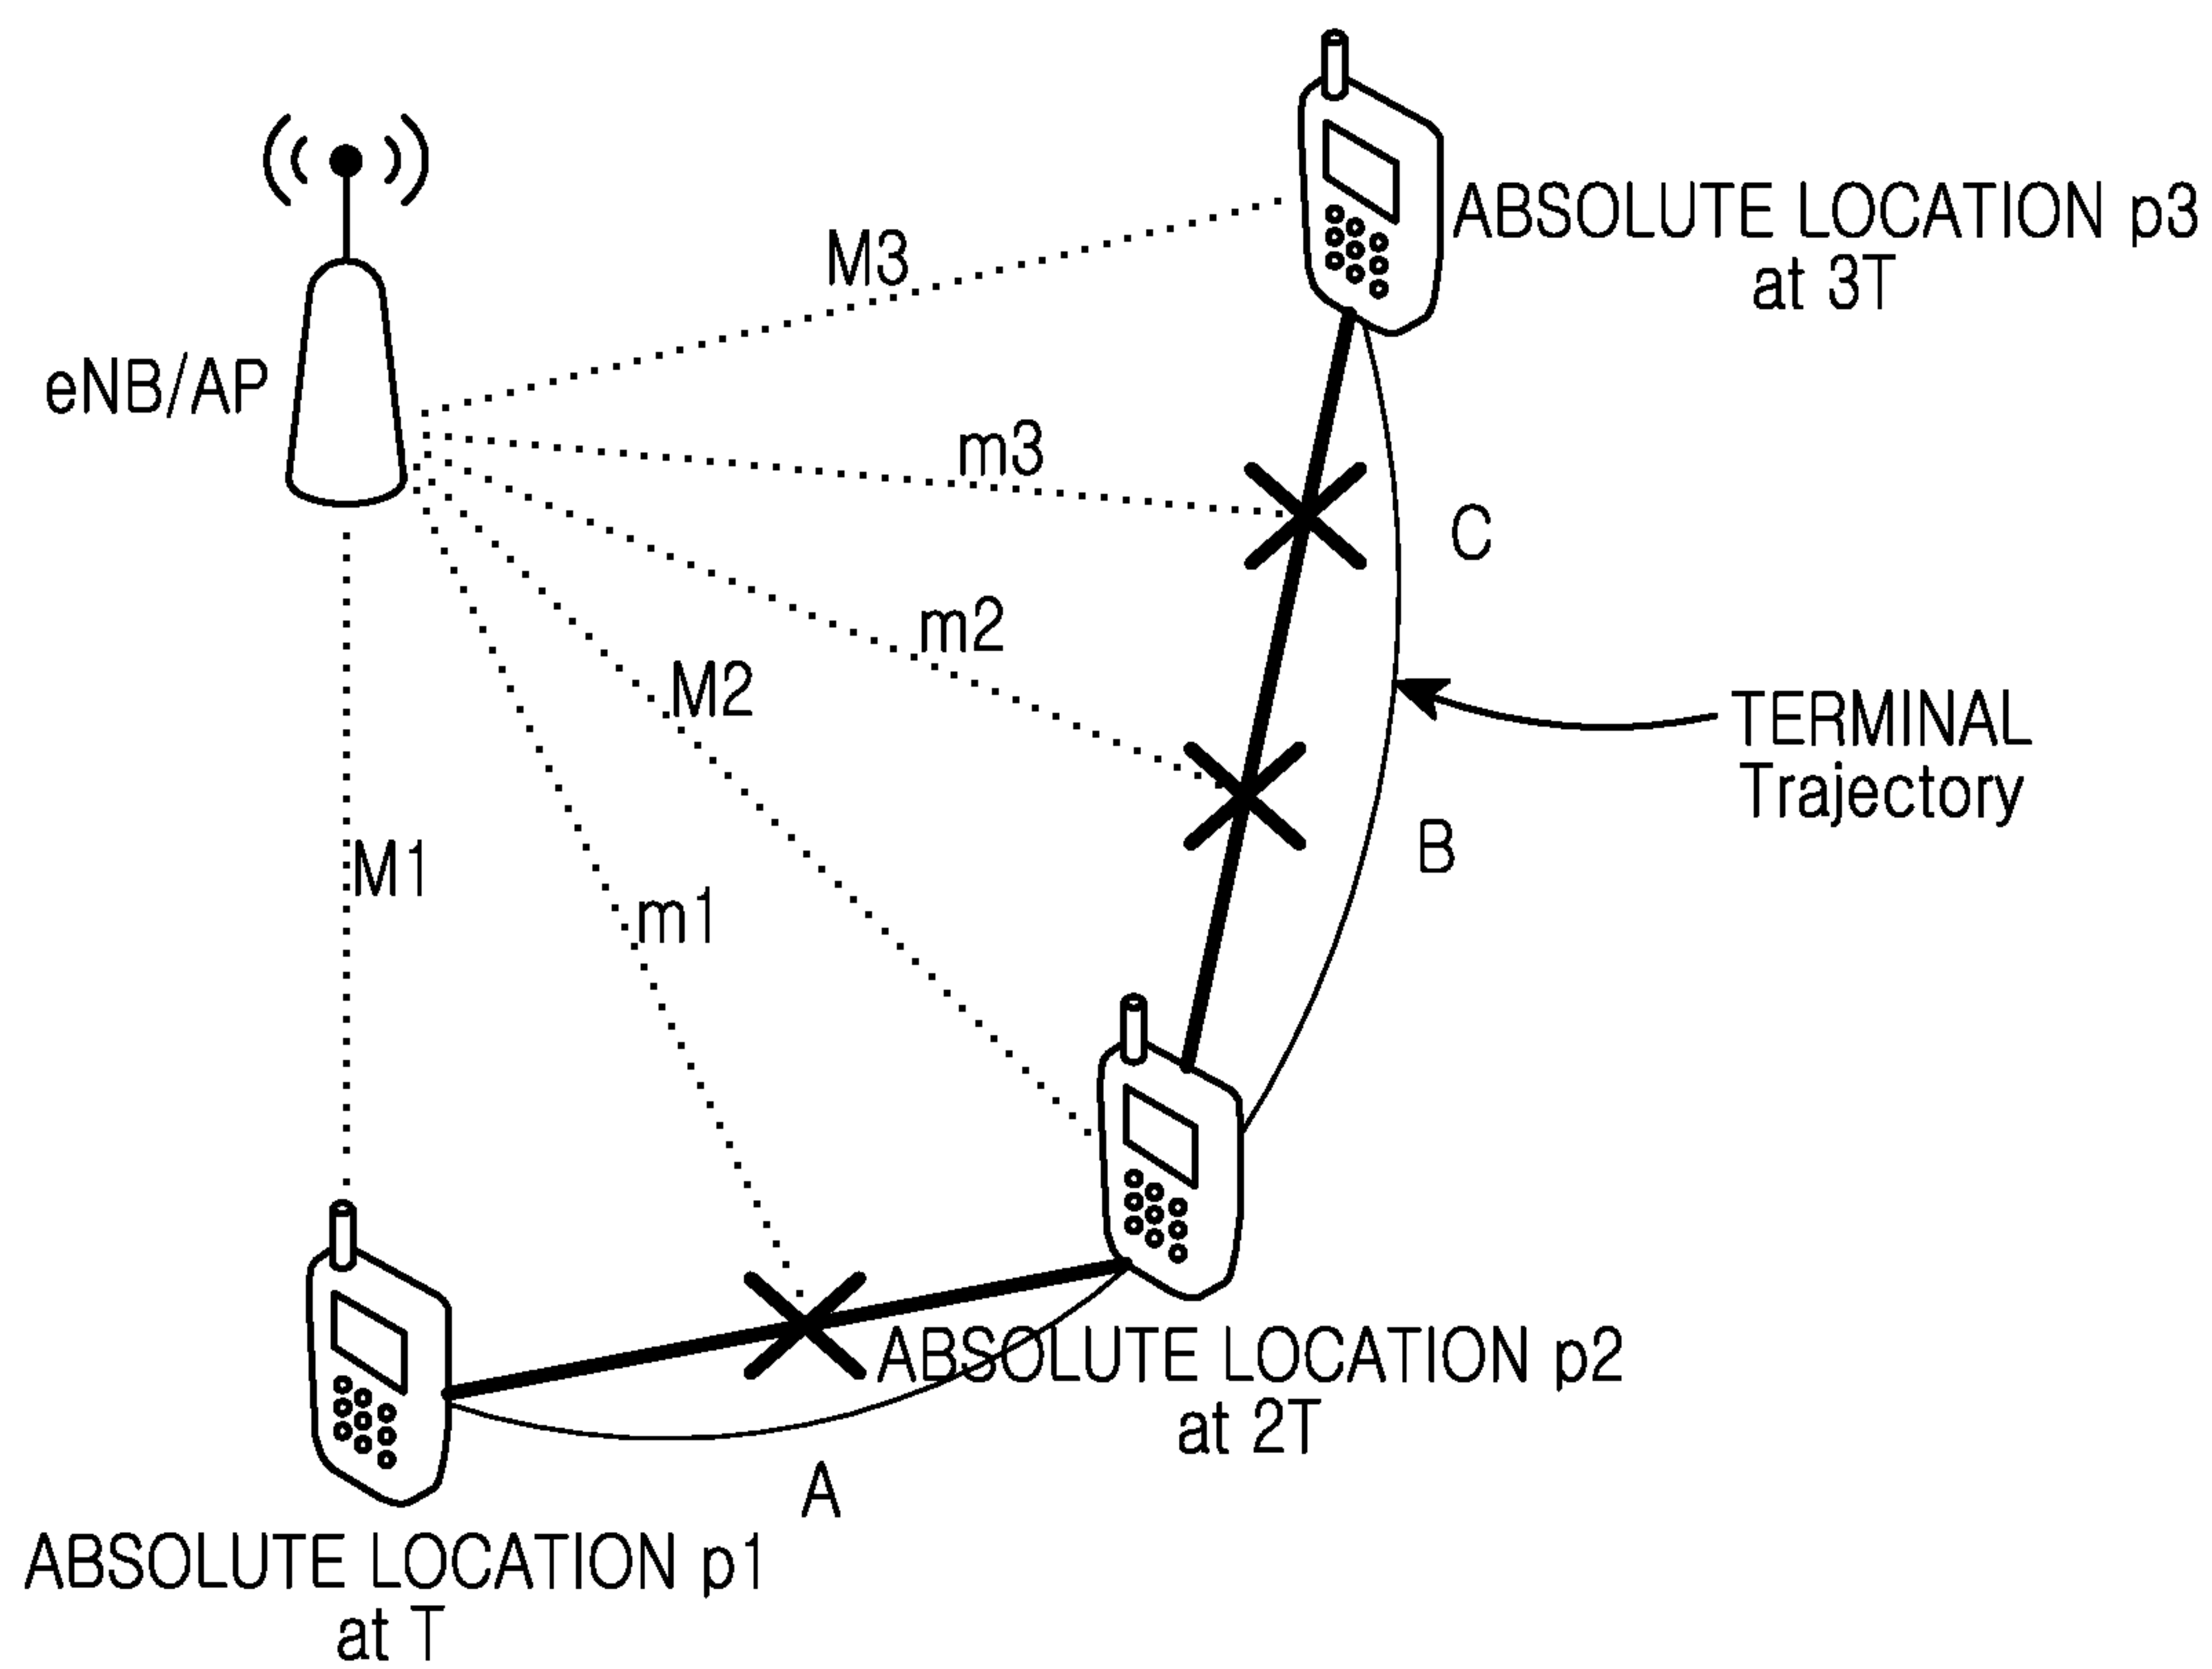 ABSOLUTE LOCATION p3
at 3T
M3
eNB/AP
m3
C
m2
M2
TERMINAL
Trajectory
B
M1
m1
ABSOLUTE LOCATION p2
at 2T
A
ABSOLUTE LOCATION p1
at T